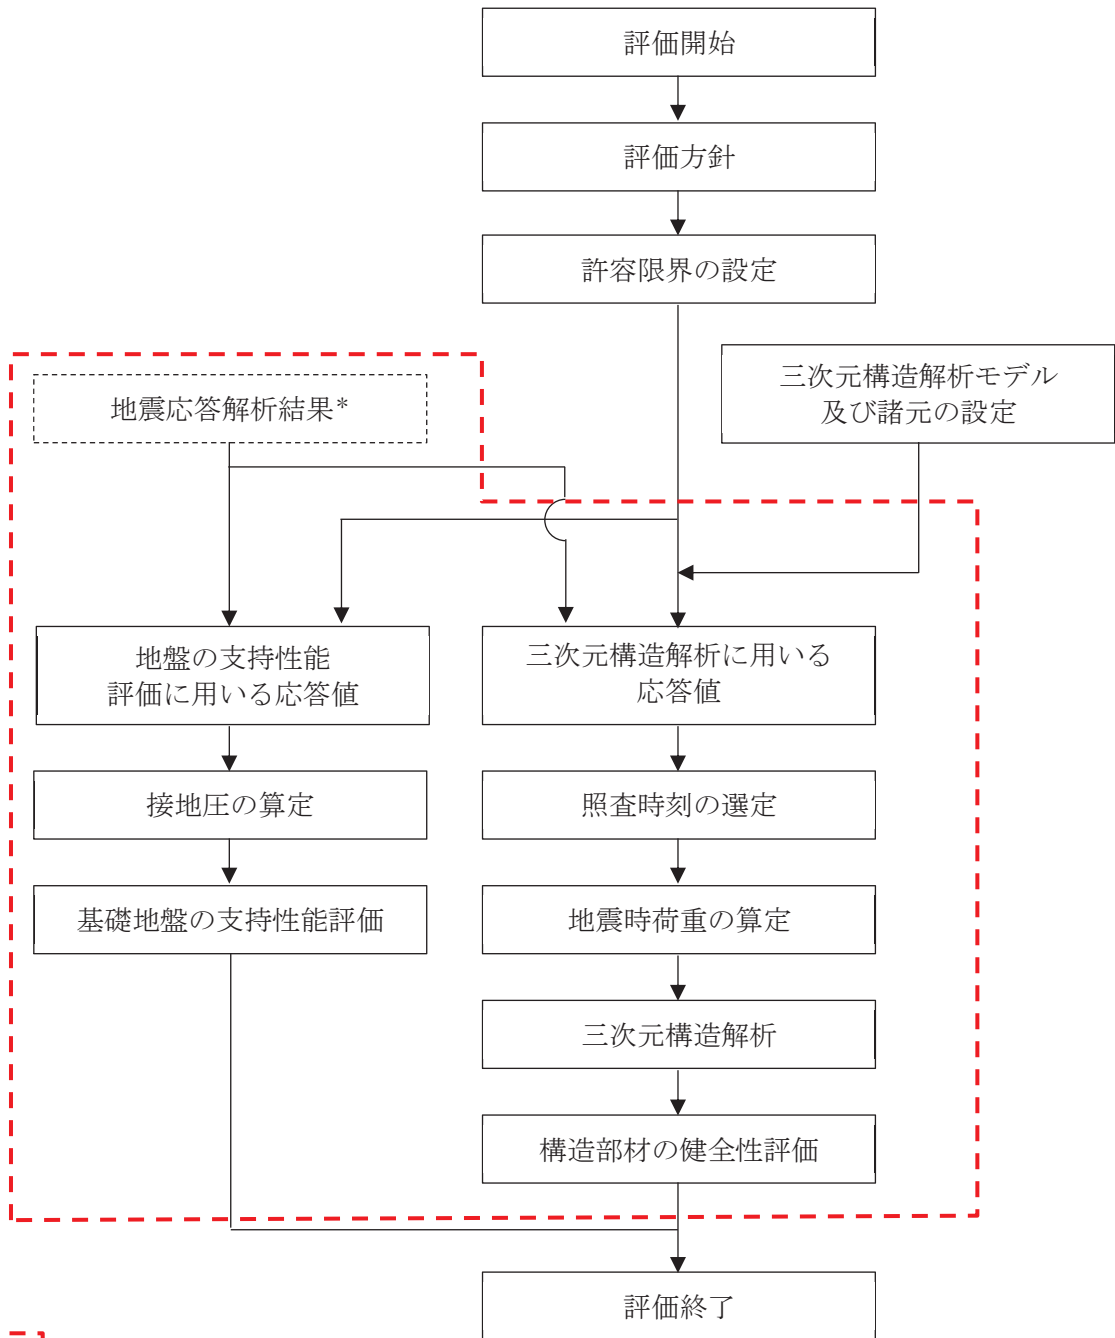 評価開始
評価方針
許容限界の設定
三次元構造解析モデル
及び諸元の設定
地震応答解析結果*
地盤の支持性能
評価に用いる応答値
三次元構造解析に用いる
応答値
接地圧の算定
照査時刻の選定
基礎地盤の支持性能評価
地震時荷重の算定
三次元構造解析
構造部材の健全性評価
評価終了